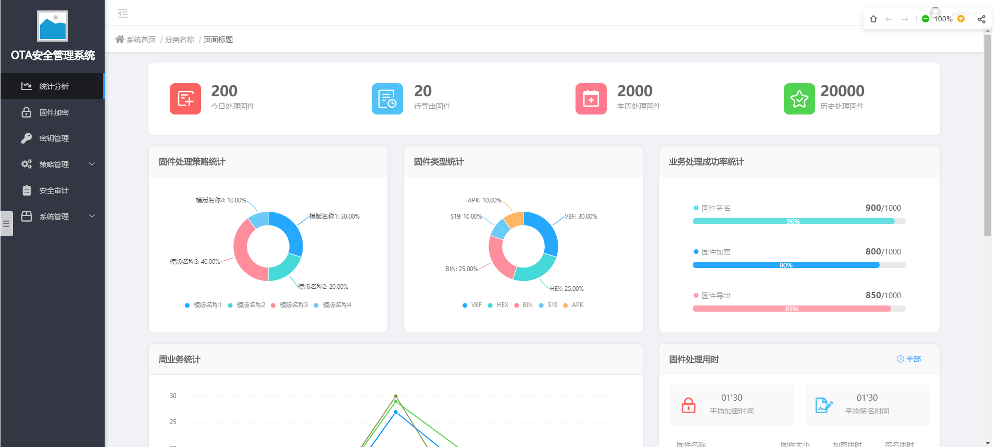 OTA安全管理系统
统计分析
固件加密
密钥管理
策略管理
安全审计
系统管理
admin
100%
系统首页 / 分类名称 / 页面标题
200
今日处理固件
20
待导出固件
2000
本周处理固件
20000
历史处理固件
固件处理策略统计
模版名称4: 10.00%
模版名称1: 30.00%
模版名称3: 40.00%
模版名称2: 20.00%
模版名称1 模版名称2 模版名称3 模版名称4
固件类型统计
APK: 10.00%
S19: 10.00%
VBF: 30.00%
BIN: 25.00%
HEX: 25.00%
VBF HEX BIN S19 APK
业务处理成功率统计
固件签名 900/1000
90%
固件加密 800/1000
80%
固件导出 850/1000
85%
周业务统计
30
25
固件处理用时
全部
01'30
平均加密时间
01'30
平均签名时间
固件名称 固件大小 加密用时 签名用时